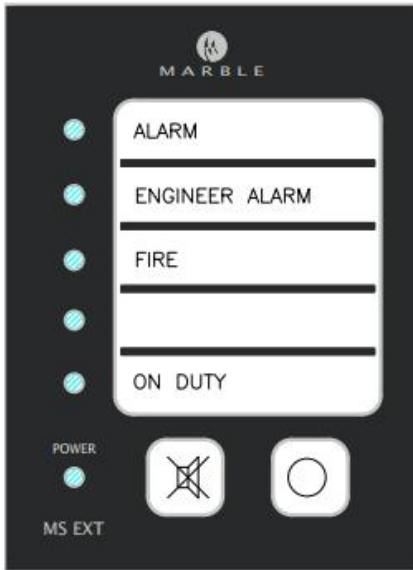 MARBLE
ALARM
ENGINEER ALARM
FIRE
ON DUTY
POWER
MS EXT